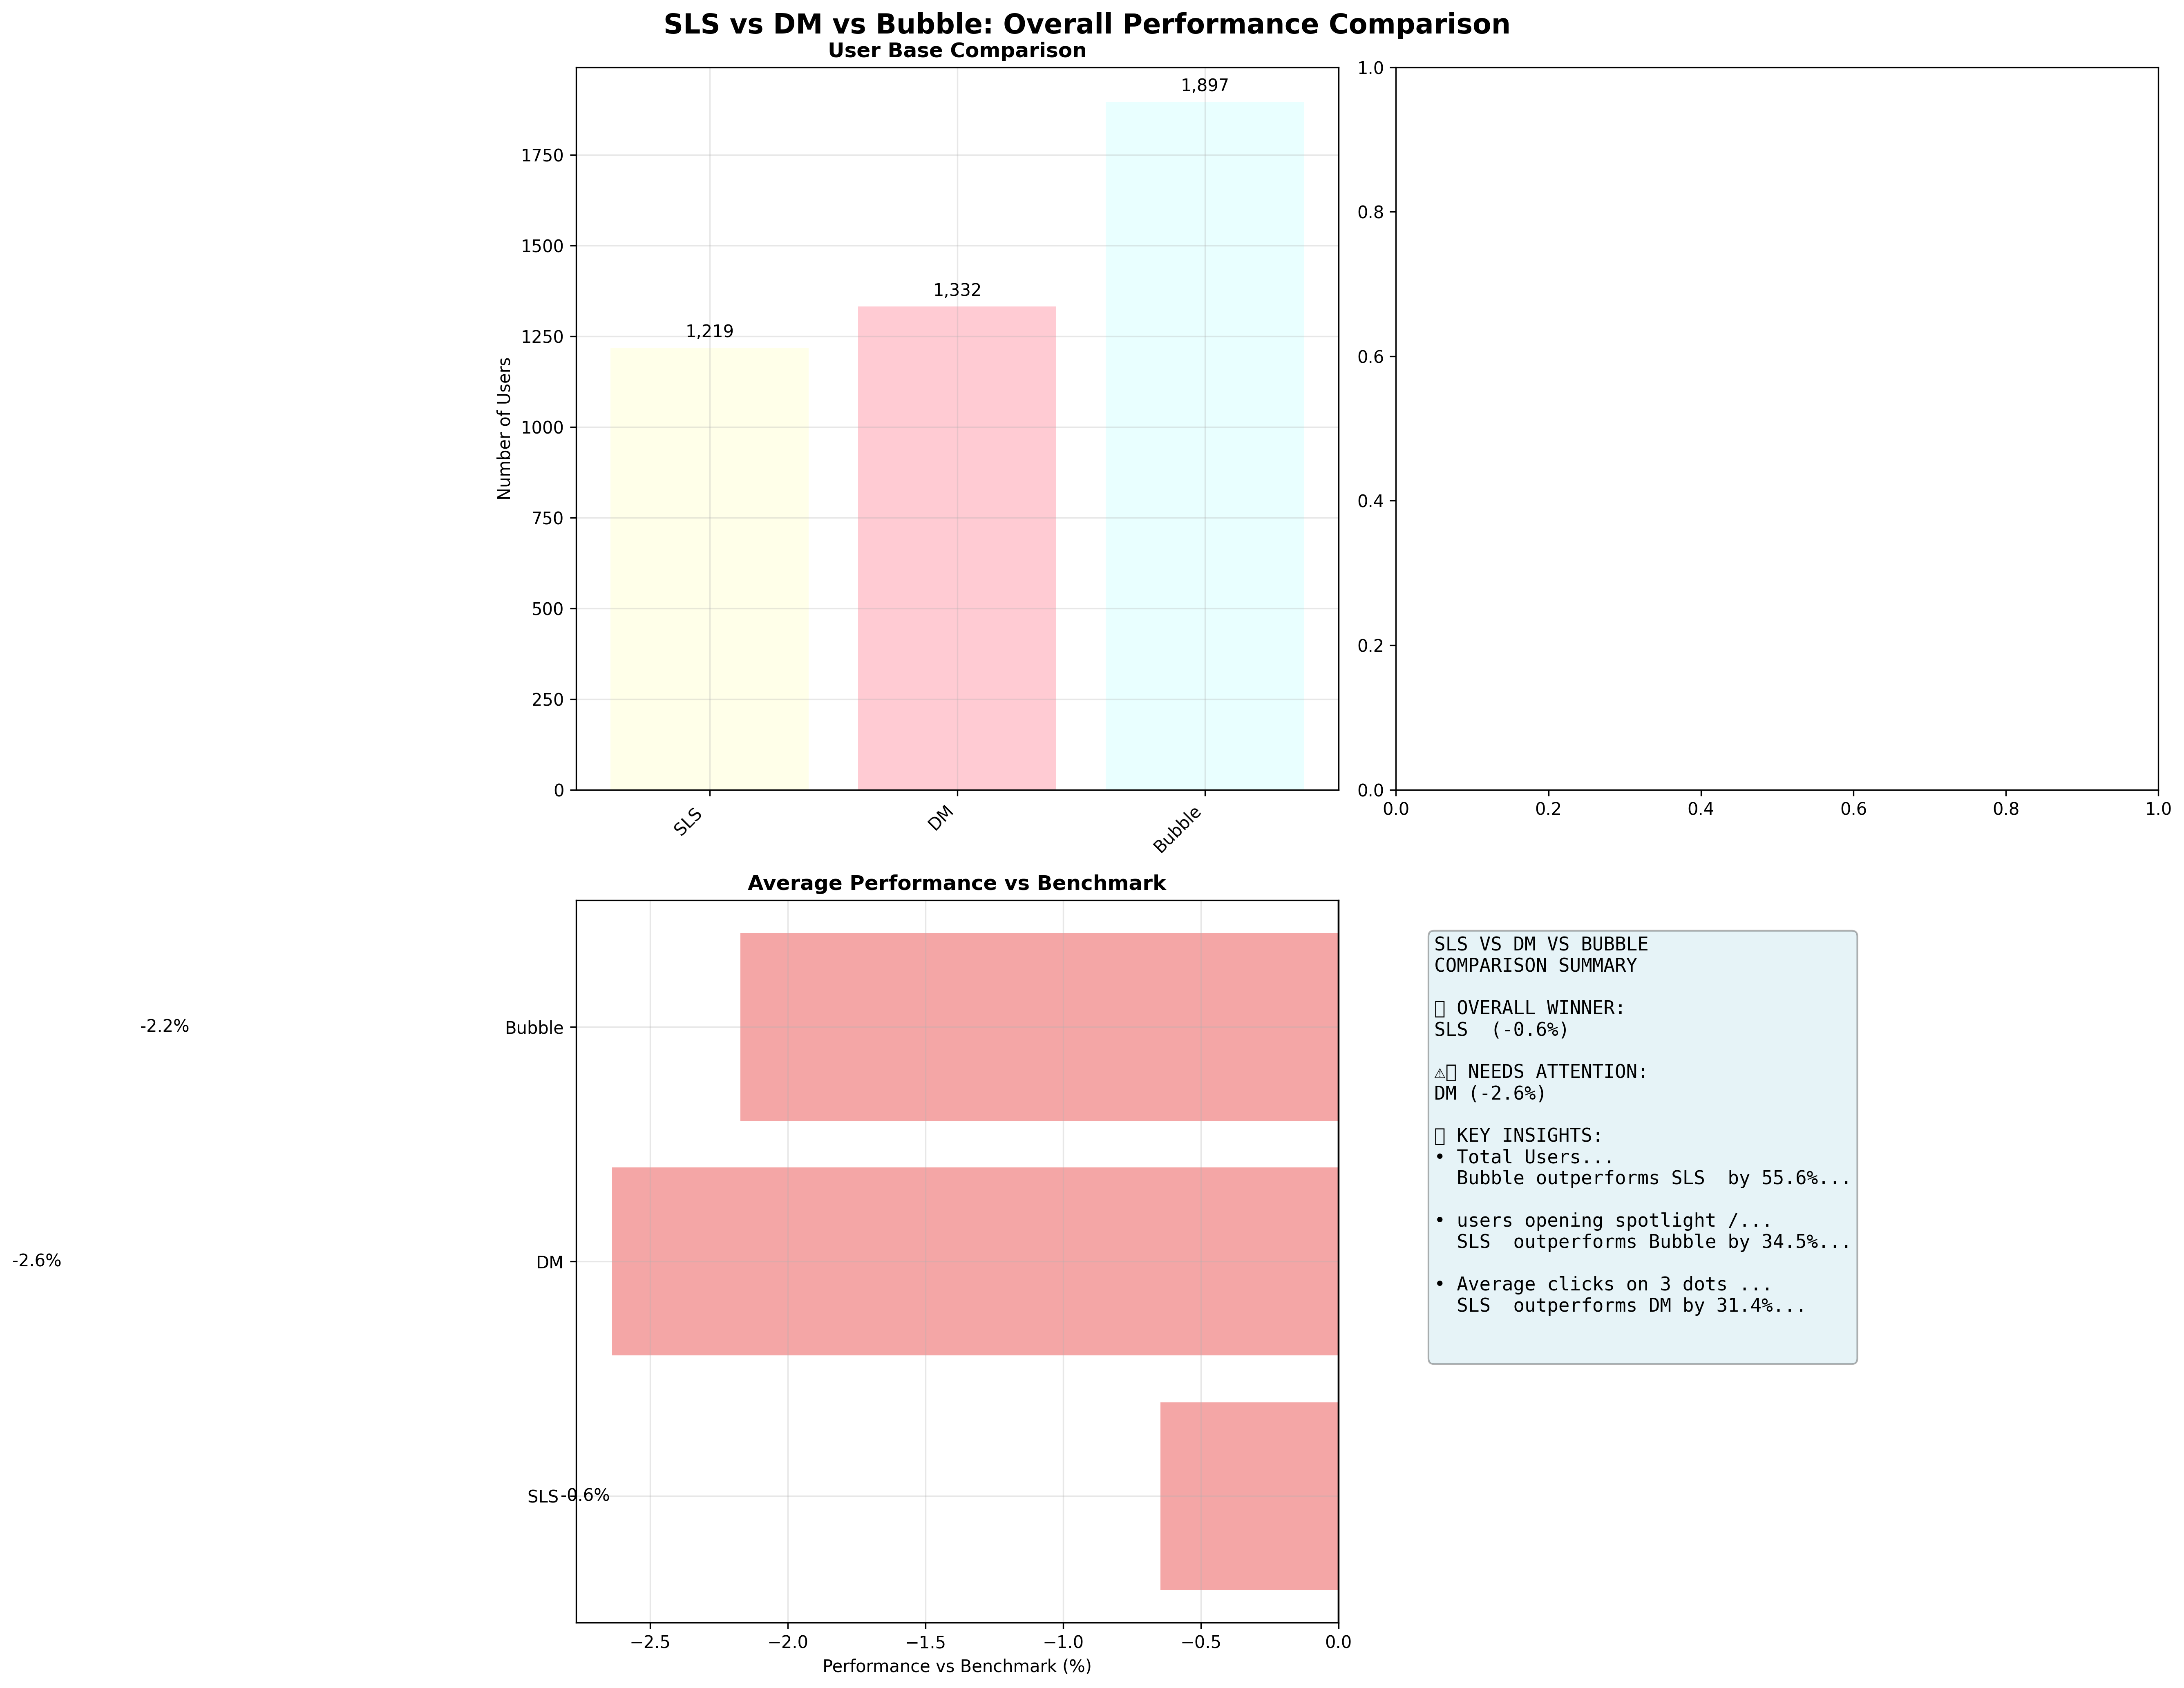 SLS vs DM vs Bubble: Overall Performance Comparison
User Base Comparison
1,897
1,332
1,219
1750
1500
1250
1000
750
500
250
0
Number of Users
SLS
DM
Bubble
1.0
0.8
0.6
0.4
0.2
0.0
0.0 0.2 0.4 0.6 0.8 1.0
Average Performance vs Benchmark
-2.2%
Bubble
-2.6%
DM
SLS
-0.6%
−2.5 −2.0 −1.5 −1.0 −0.5 0.0
Performance vs Benchmark (%)
SLS VS DM VS BUBBLE
COMPARISON SUMMARY
OVERALL WINNER:
SLS  (-0.6%)
⚠ NEEDS ATTENTION:
DM (-2.6%)
KEY INSIGHTS:
• Total Users...
Bubble outperforms SLS  by 55.6%...
• users opening spotlight /...
SLS  outperforms Bubble by 34.5%...
• Average clicks on 3 dots ...
SLS  outperforms DM by 31.4%...